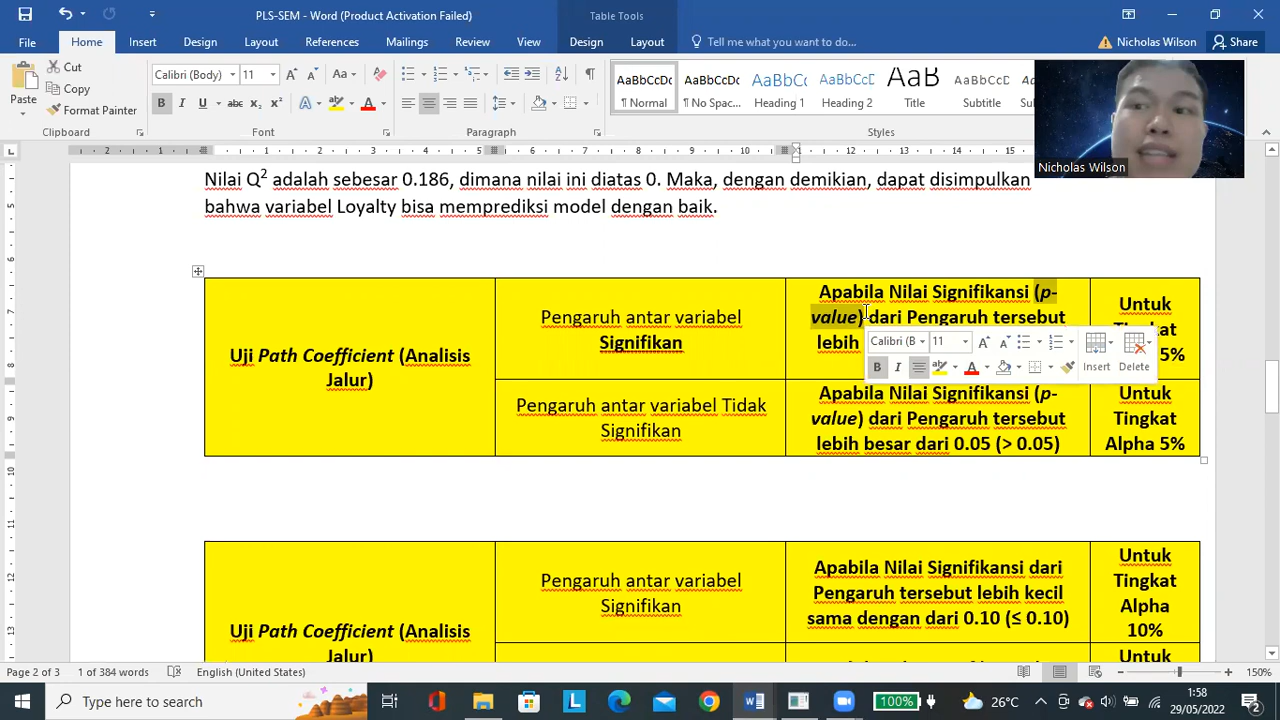 PLS-SEM - Word (Product Activation Failed)
Table Tools
File
Home
Insert
Design
Layout
References
Mailings
Review
View
Help
Design
Layout
Tell me what you want to do...
Nicholas Wilson
Share
Paste
Cut
Copy
Format Painter
Clipboard
Calibri (Body)
11
Font
Paragraph
AaBbCcDc
¶ Normal
AaBbCcDc
¶ No Spac...
AaBbCc
Heading 1
AaBbCcD
Heading 2
AaB
Title
AaBbCcD
Subtitle
Styles
Nicholas Wilson
Nilai Q2 adalah sebesar 0.186, dimana nilai ini diatas 0. Maka, dengan demikian, dapat disimpulkan
bahwa variabel Loyalty bisa memprediksi model dengan baik.
Uji Path Coefficient (Analisis
Jalur)
Pengaruh antar variabel
Signifikan
Apabila Nilai Signifikansi (p-
value) dari Pengaruh tersebut
lebih
Untuk
5%
Calibri (B
11
Insert
Delete
Pengaruh antar variabel Tidak
Signifikan
Apabila Nilai Signifikansi (p-
value) dari Pengaruh tersebut
lebih besar dari 0.05 (> 0.05)
Untuk
Tingkat
Alpha 5%
Uji Path Coefficient (Analisis
Jalur)
Pengaruh antar variabel
Signifikan
Apabila Nilai Signifikansi dari
Pengaruh tersebut lebih kecil
sama dengan dari 0.10 (≤ 0.10)
Untuk
Tingkat
Alpha
10%
Untuk
Page 2 of 3
1 of 384 words
English (United States)
150%
Type here to search
100%
26°C
1:58
29/05/2022